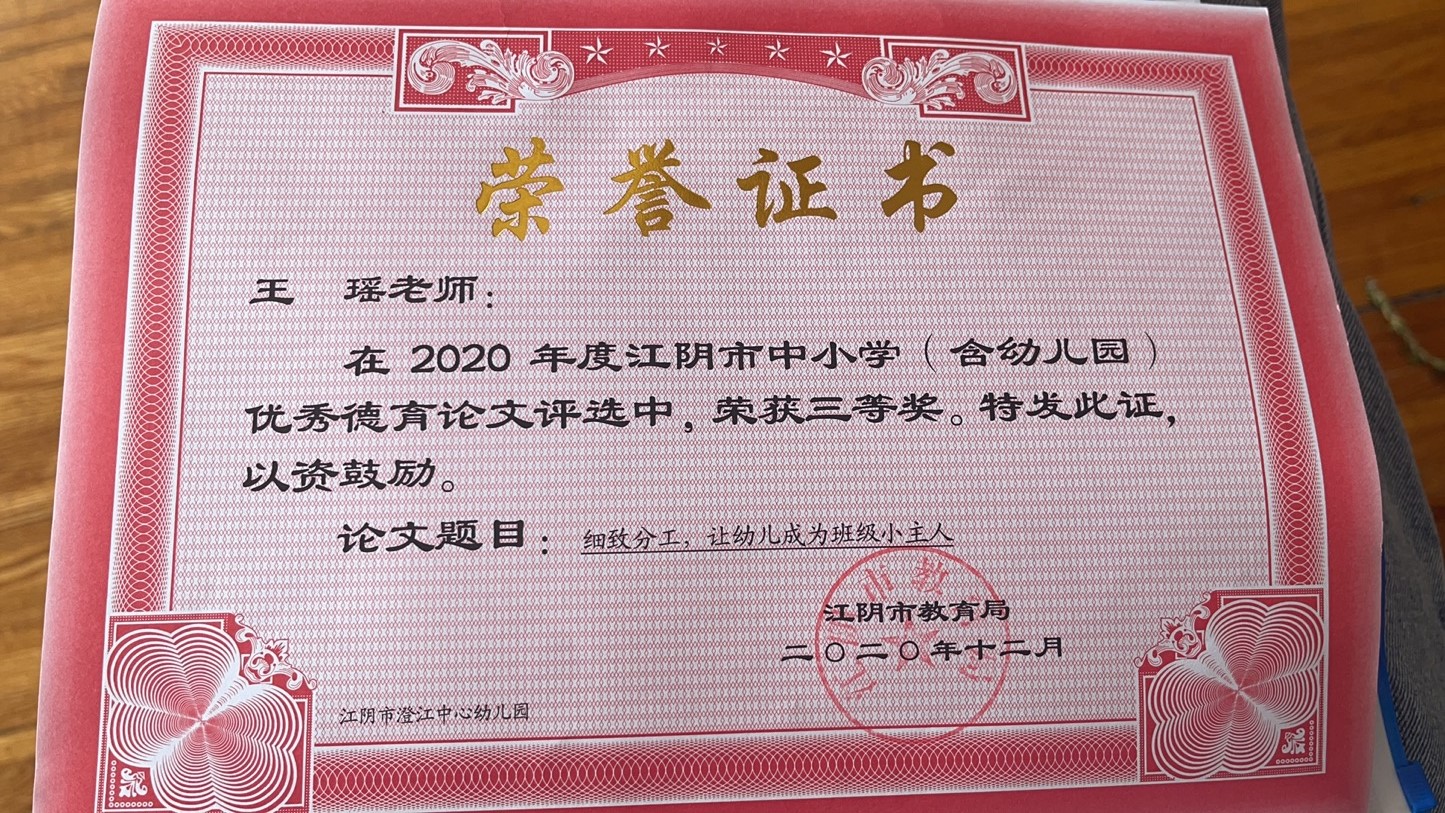 荣誉证书
王 瑶老师：
在 2020 年度江阴市中小学（含幼儿园）
优秀德育论文评选中，荣获三等奖。特发此证，
以资鼓励。
论文题目：细致分工，让幼儿成为班级小主人
江阴市教育局
二〇二〇年十二月
江阴市澄江中心幼儿园